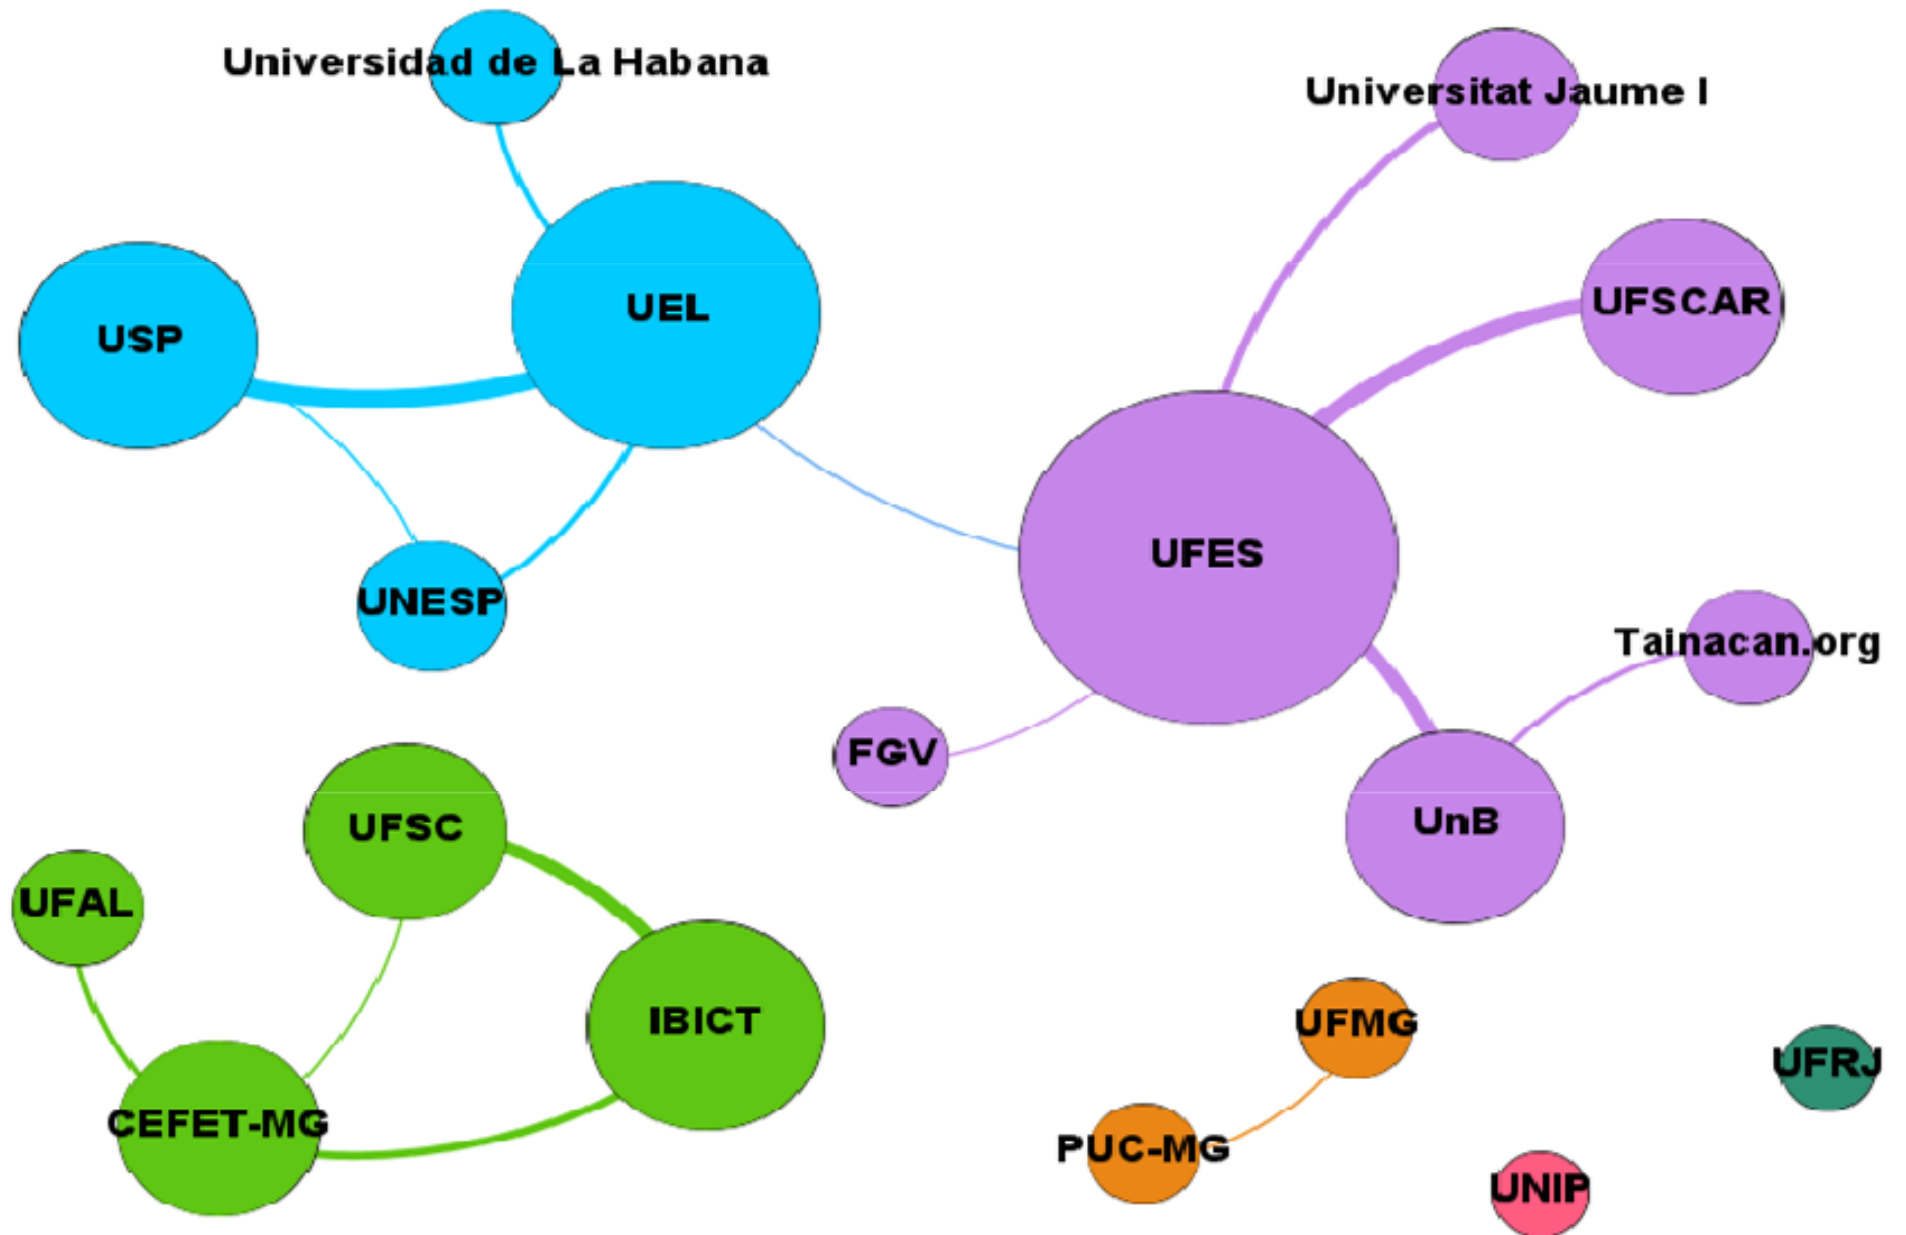 Universidad de La Habana
Universitat Jaume I
USP
UEL
UFSCAR
UFES
UNESP
Tainacan.org
FGV
UnB
UFSC
UFAL
IBICT
CEFET-MG
UFMG
UFRJ
PUC-MG
UNIP